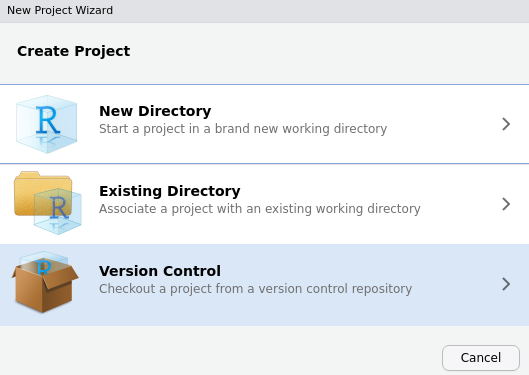 New Project Wizard
Create Project
New Directory
Start a project in a brand new working directory
Existing Directory
Associate a project with an existing working directory
Version Control
Checkout a project from a version control repository
Cancel